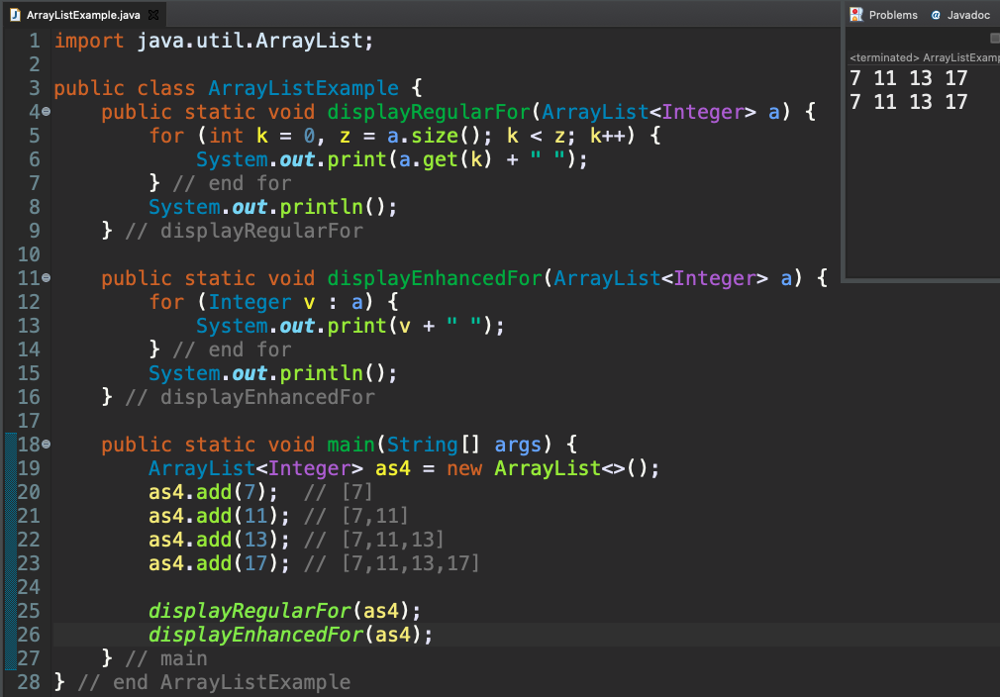 ArrayListExample.java
1 import java.util.ArrayList;
2
3 public class ArrayListExample {
4     public static void displayRegularFor(ArrayList<Integer> a) {
5         for (int k = 0, z = a.size(); k < z; k++) {
6             System.out.print(a.get(k) + " ");
7         } // end for
8         System.out.println();
9     } // displayRegularFor
10
11     public static void displayEnhancedFor(ArrayList<Integer> a) {
12         for (Integer v : a) {
13             System.out.print(v + " ");
14         } // end for
15         System.out.println();
16     } // displayEnhancedFor
17
18     public static void main(String[] args) {
19         ArrayList<Integer> as4 = new ArrayList<>();
20         as4.add(7);  // [7]
21         as4.add(11); // [7,11]
22         as4.add(13); // [7,11,13]
23         as4.add(17); // [7,11,13,17]
24
25         displayRegularFor(as4);
26         displayEnhancedFor(as4);
27     } // main
28 } // end ArrayListExample
Problems @ Javadoc
<terminated> ArrayListExamp
7 11 13 17
7 11 13 17